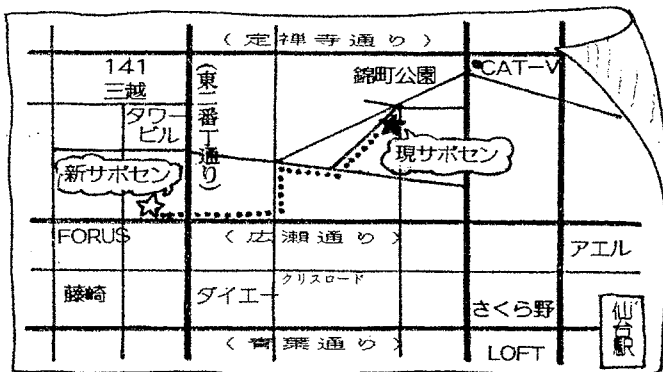 (定禅寺通り)
141
三越
タワー
ビル
(東二番丁通り)
錦町公園
CAT-V
現サポセン
新サポセン
FORUS
(広瀬通り)
アエル
クリスロード
藤崎
ダイエー
さくら野
仙台駅
(青葉通り)
LOFT